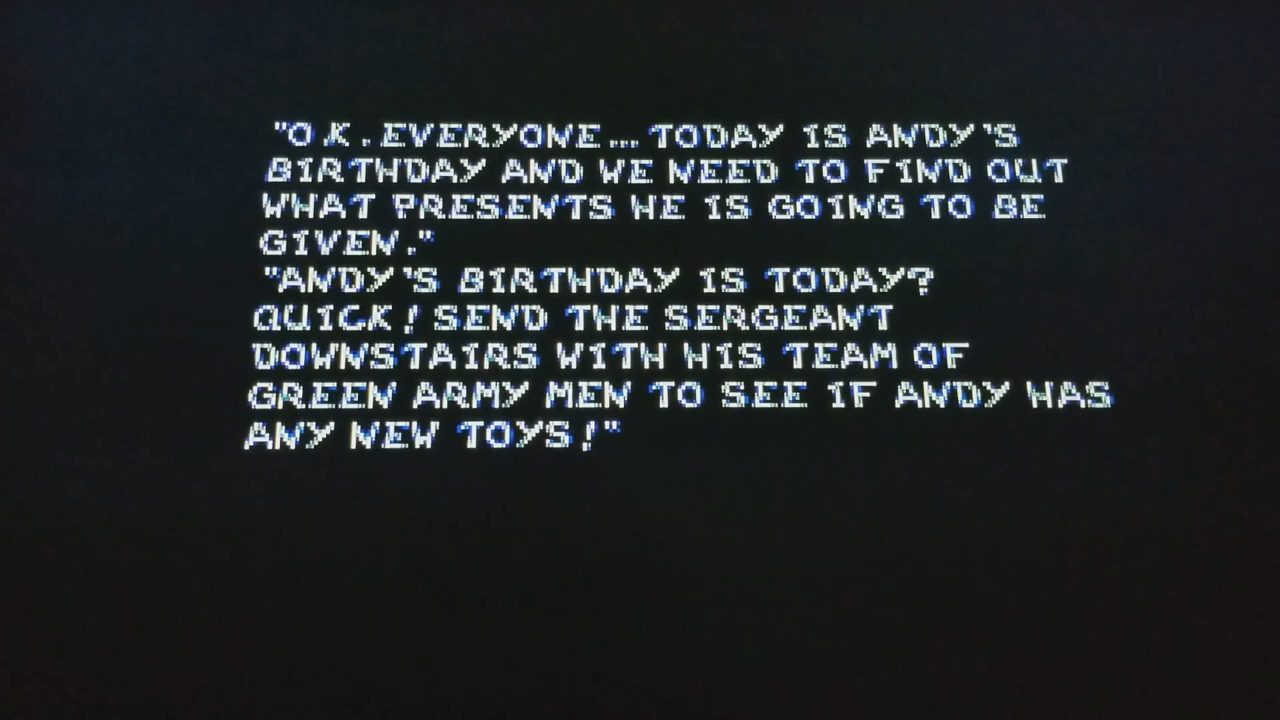 "O K.EVERYONE... TODAY IS ANDY'S
BIRTHDAY AND WE NEED TO FIND OUT
WHAT PRESENTS HE IS GOING TO BE
GIVEN."
"ANDY'S BIRTHDAY IS TODAY?
QUICK! SEND THE SERGEANT
DOWNSTAIRS WITH HIS TEAM OF
GREEN ARMY MEN TO SEE IF ANDY HAS
ANY NEW TOYS!"